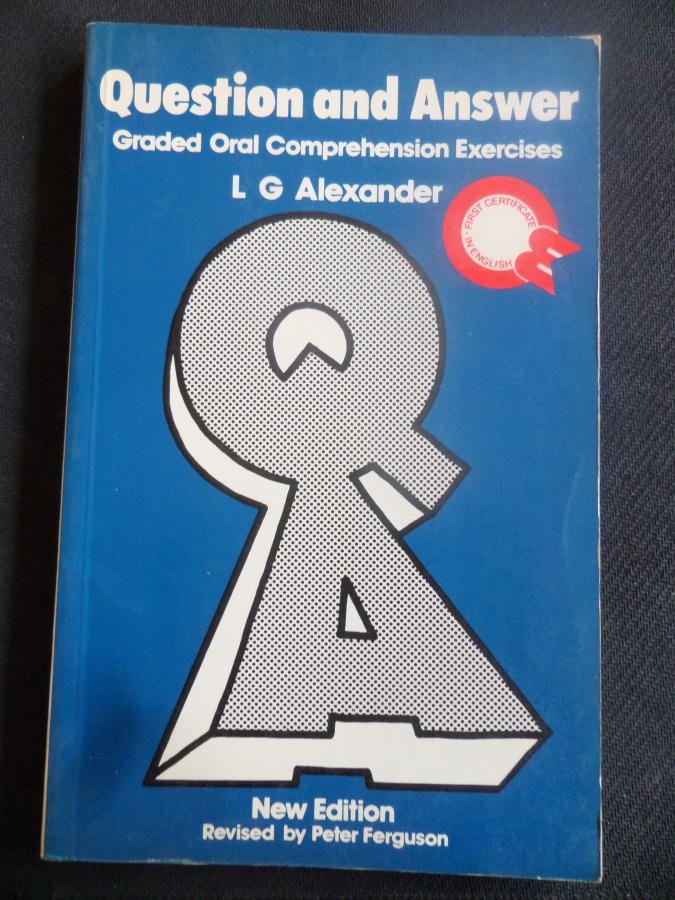 Question and Answer
Graded Oral Comprehension Exercises
L G Alexander
· FIRST CERTIFICATE
IN ENGLISH ·
Q
A
New Edition
Revised by Peter Ferguson